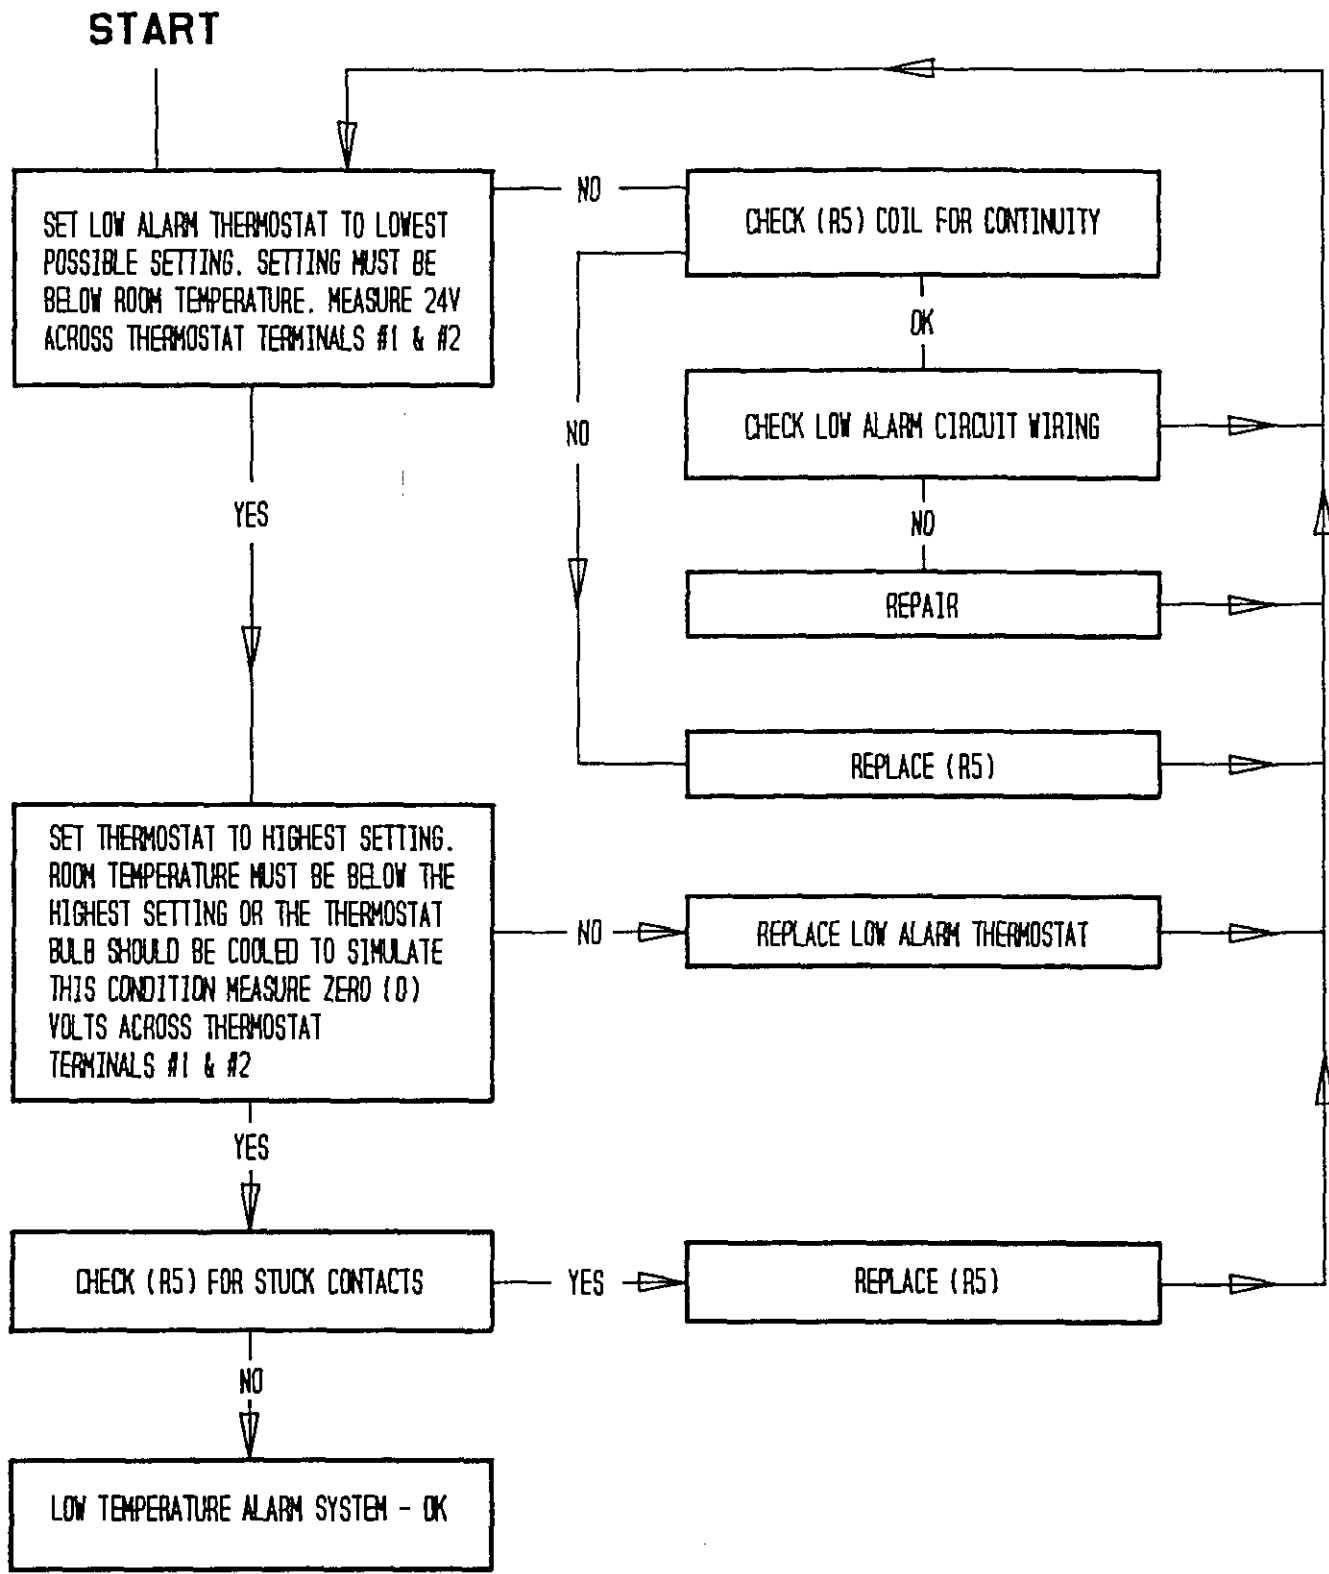 START
SET LOW ALARM THERMOSTAT TO LOWEST
POSSIBLE SETTING. SETTING MUST BE
BELOW ROOM TEMPERATURE. MEASURE 24V
ACROSS THERMOSTAT TERMINALS #1 & #2
NO
CHECK (R5) COIL FOR CONTINUITY
OK
NO
CHECK LOW ALARM CIRCUIT WIRING
YES
NO
REPAIR
REPLACE (R5)
SET THERMOSTAT TO HIGHEST SETTING.
ROOM TEMPERATURE MUST BE BELOW THE
HIGHEST SETTING OR THE THERMOSTAT
BULB SHOULD BE COOLED TO SIMULATE
THIS CONDITION MEASURE ZERO (0)
VOLTS ACROSS THERMOSTAT
TERMINALS #1 & #2
NO
REPLACE LOW ALARM THERMOSTAT
YES
CHECK (R5) FOR STUCK CONTACTS
YES
REPLACE (R5)
NO
LOW TEMPERATURE ALARM SYSTEM - OK